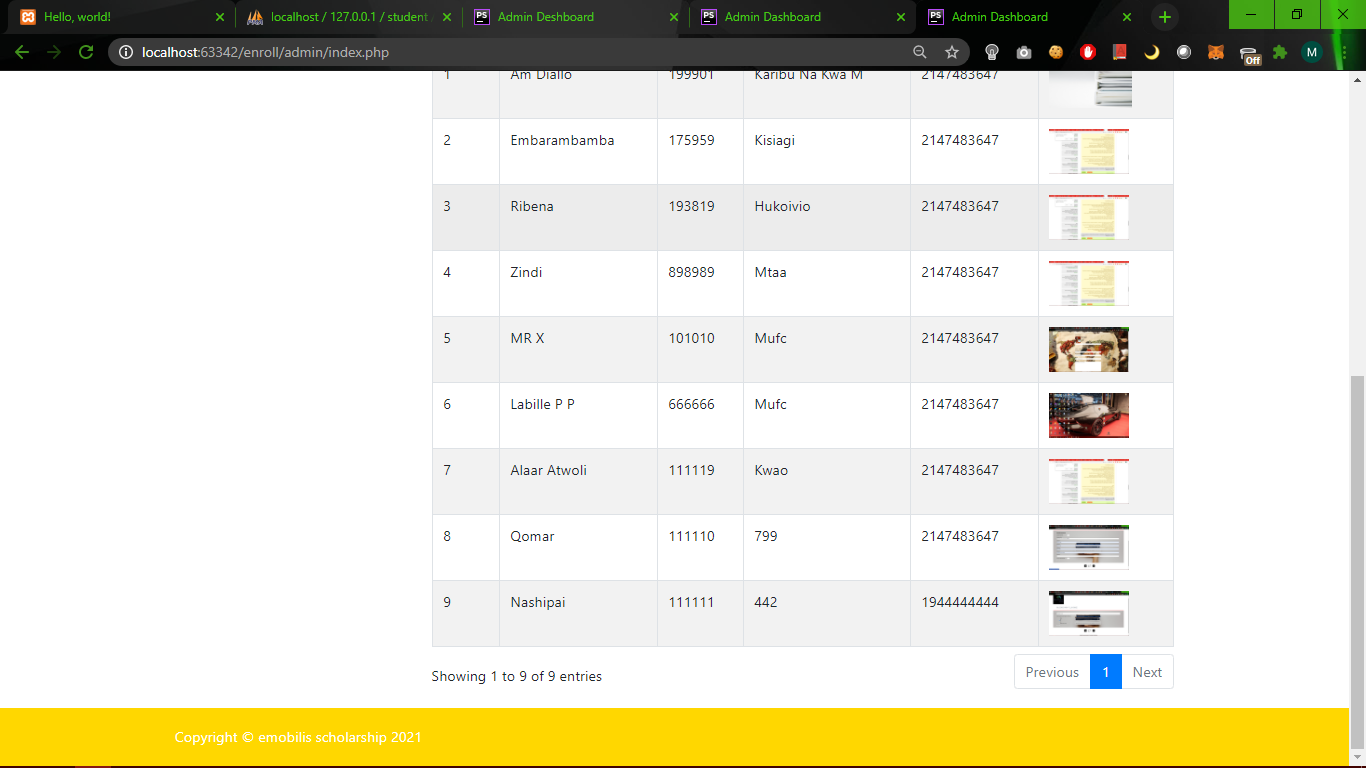 Hello, world!
localhost / 127.0.0.1 / student
Admin Deshboard
Admin Dashboard
Admin Dashboard
localhost:63342/enroll/admin/index.php
Off
M
1 Am Diallo 199901 Karibu Na Kwa M 2147483647
2 Embarambamba 175959 Kisiagi 2147483647
3 Ribena 193819 Hukoivio 2147483647
4 Zindi 898989 Mtaa 2147483647
5 MR X 101010 Mufc 2147483647
6 Labille P P 666666 Mufc 2147483647
7 Alaar Atwoli 111119 Kwao 2147483647
8 Qomar 111110 799 2147483647
9 Nashipai 111111 442 1944444444
Showing 1 to 9 of 9 entries
Previous 1 Next
Copyright © emobilis scholarship 2021